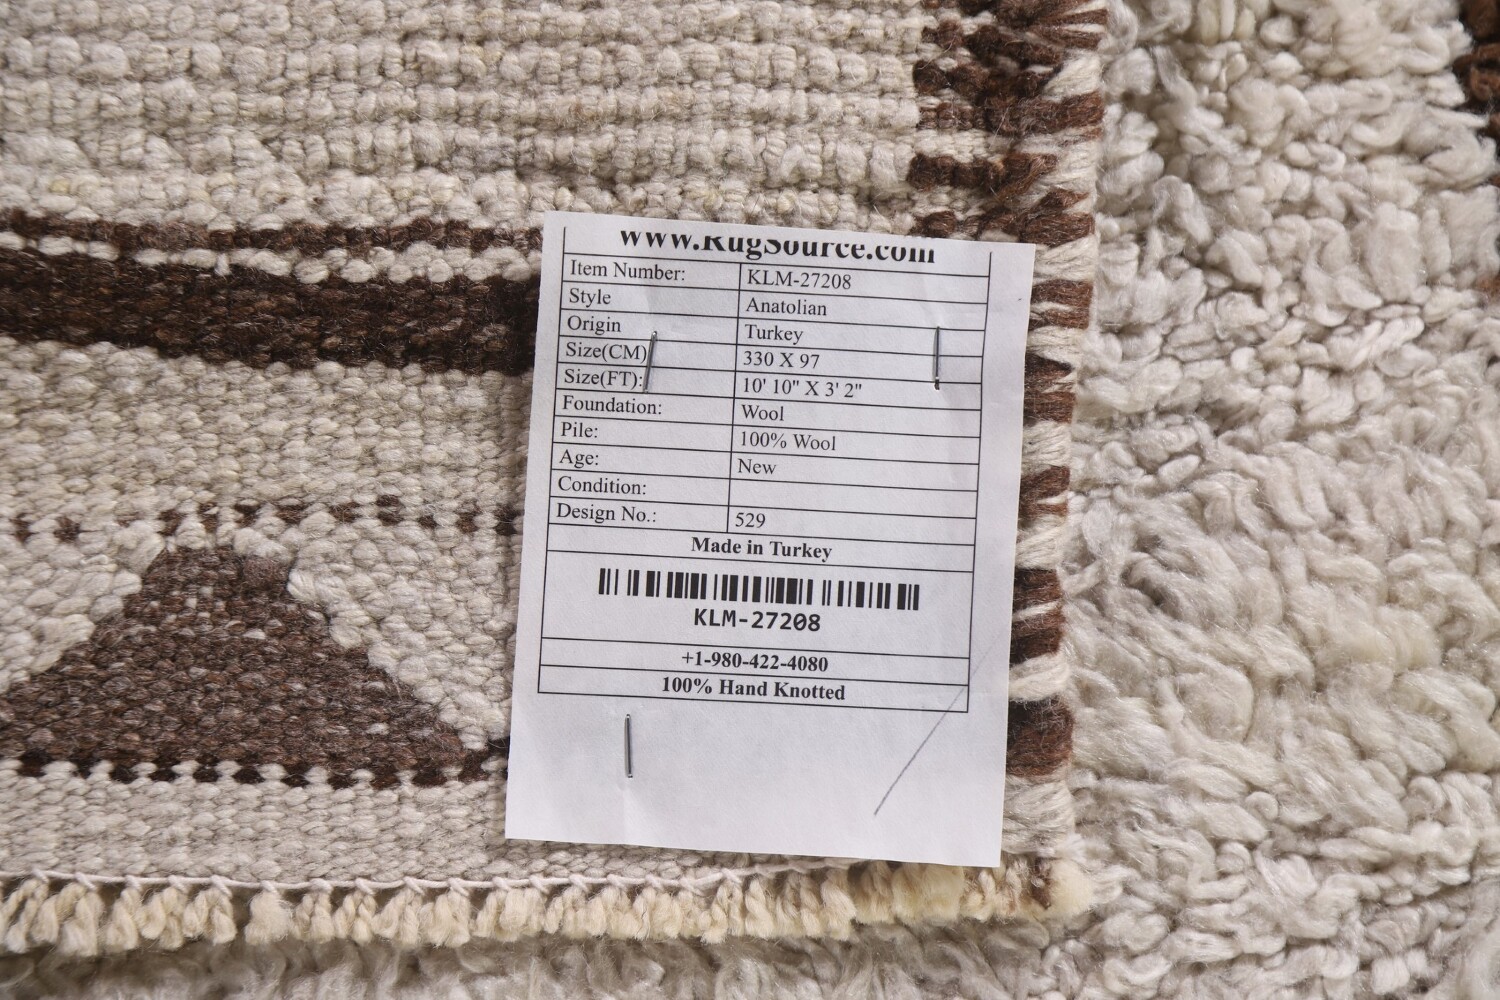 www.RugSource.com
Item Number: KLM-27208
Style Anatolian
Origin Turkey
Size(CM) 330 X 97
Size(FT): 10' 10" X 3' 2"
Foundation: Wool
Pile: 100% Wool
Age: New
Condition:
Design No.: 529
Made in Turkey
KLM-27208
+1-980-422-4080
100% Hand Knotted